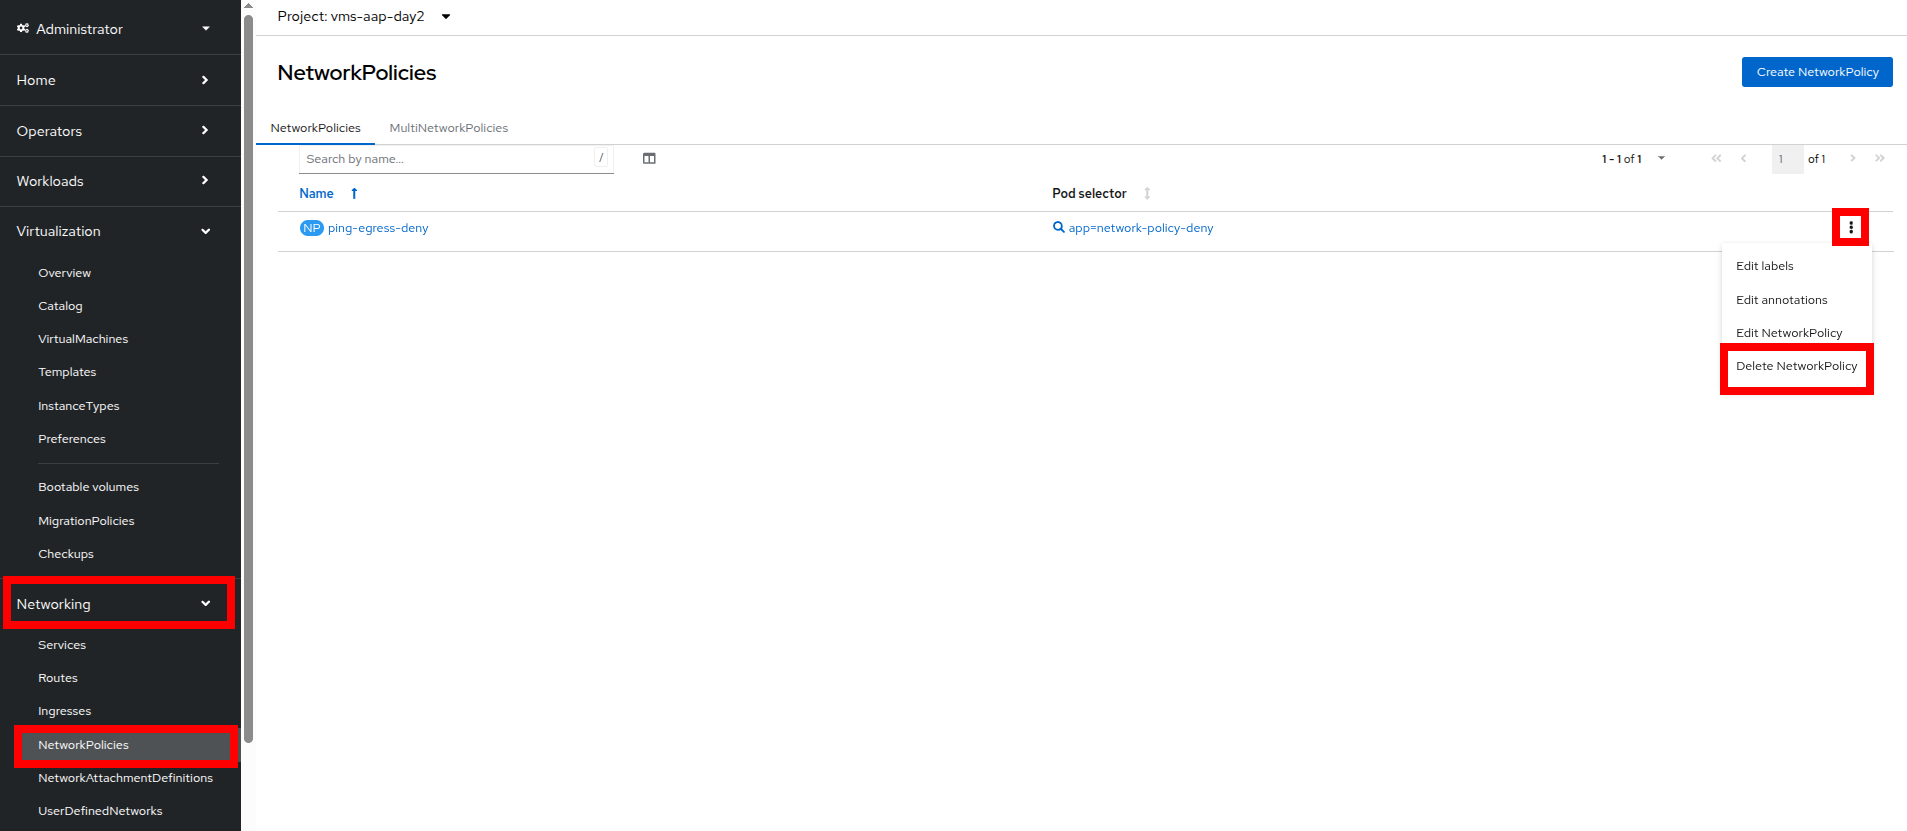 Administrator
Home
Operators
Workloads
Virtualization
Overview
Catalog
VirtualMachines
Templates
InstanceTypes
Preferences
Bootable volumes
MigrationPolicies
Checkups
Networking
Services
Routes
Ingresses
NetworkPolicies
NetworkAttachmentDefinitions
UserDefinedNetworks
Project: vms-aap-day2
NetworkPolicies
Create NetworkPolicy
NetworkPolicies MultiNetworkPolicies
Search by name... / 1 - 1 of 1 1 of 1
Name Pod selector
NP ping-egress-deny app=network-policy-deny
Edit labels
Edit annotations
Edit NetworkPolicy
Delete NetworkPolicy